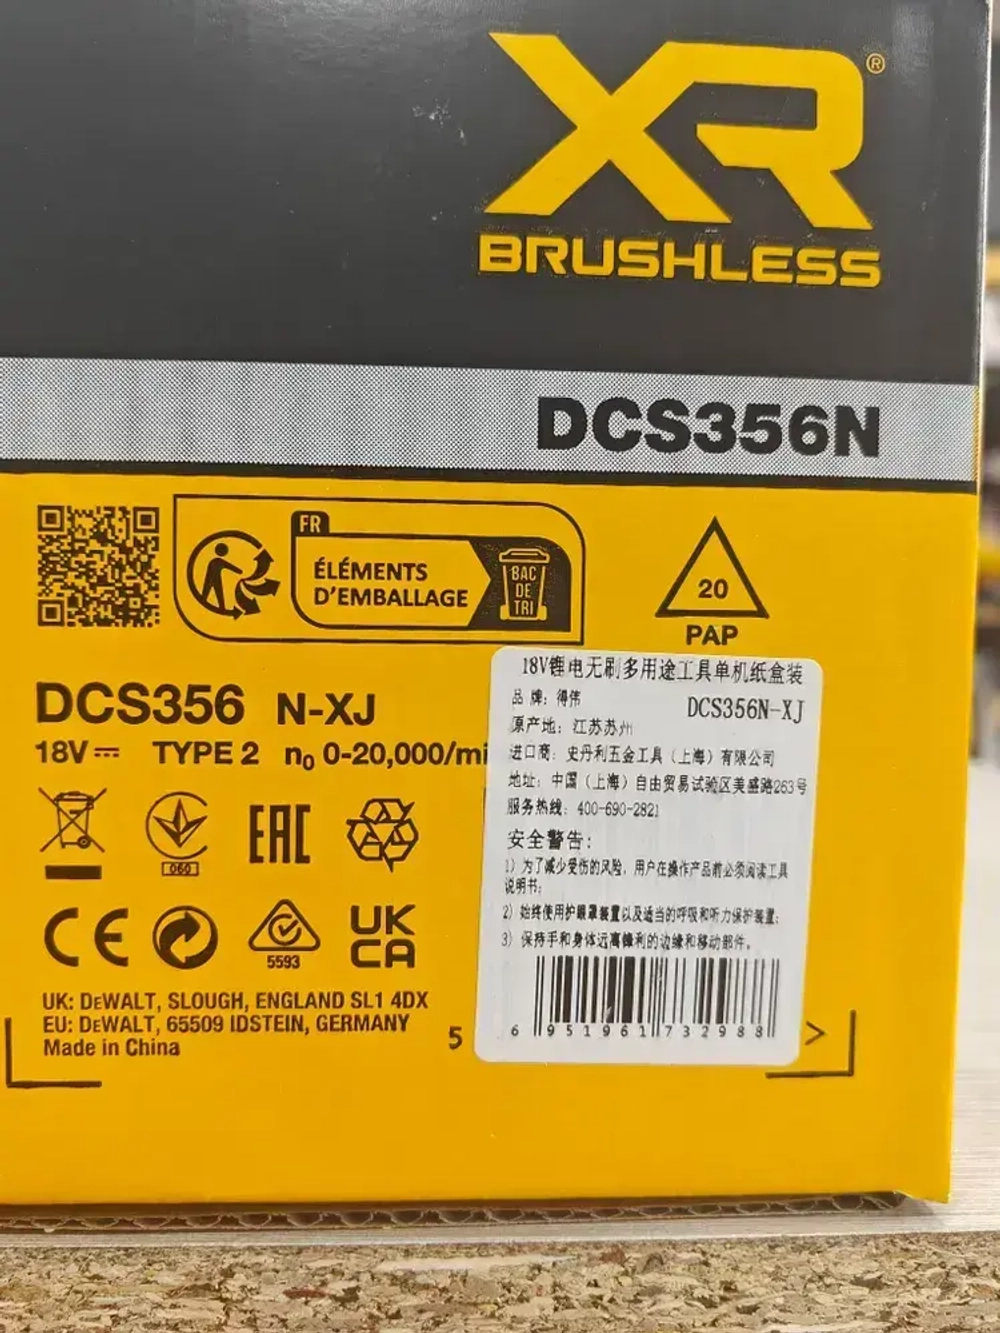 XR®
BRUSHLESS
DCS356N
FR
ÉLÉMENTS
D'EMBALLAGE
BAC
DE
TRI
20
PAP
DCS356 N-XJ
18V TYPE 2 n0 0-20,000/mi
060
EAC
CE
5593
UK
CA
UK: DEWALT, SLOUGH, ENGLAND SL1 4DX
EU: DEWALT, 65509 IDSTEIN, GERMANY
Made in China
5
18V锂电无刷多用途工具单机纸盒装
品 牌: 得伟
DCS356N-XJ
原产地: 江苏苏州
进口商: 史丹利五金工具（上海）有限公司
地址: 中国（上海）自由贸易试验区美盛路263号
服务热线: 400-690-2821
安全警告:
1) 为了减少受伤的风险, 用户在操作产品前必须阅读工具
说明书;
2) 始终使用护眼罩装置以及适当的呼吸和听力保护装置;
3) 保持手和身体远离锋利的边缘和移动部件。
6 951961 732988
>